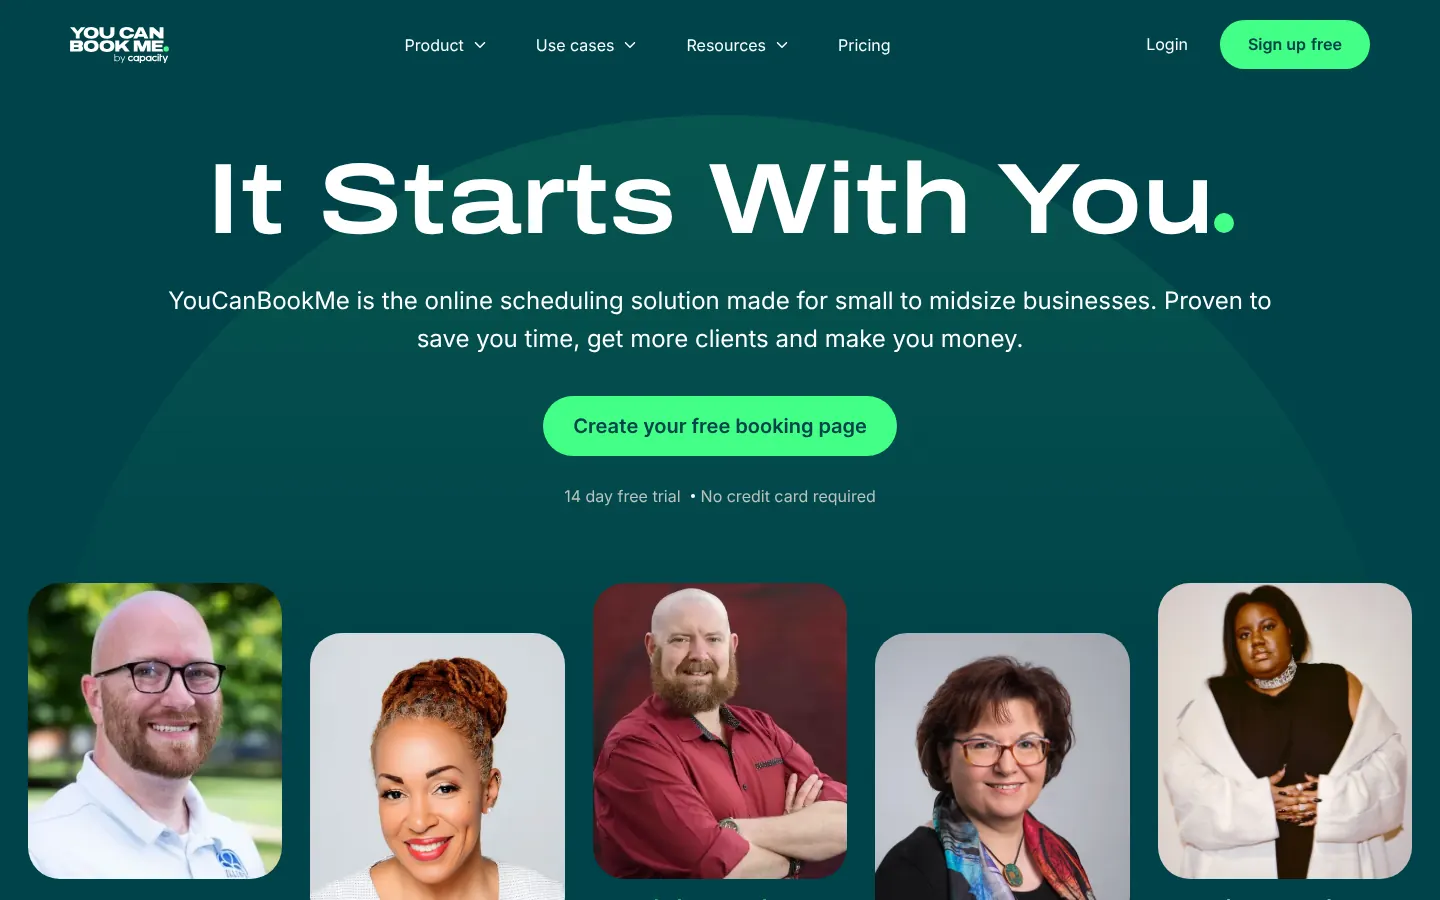 YOU CAN
BOOK ME.
by capacity
Product
Use cases
Resources
Pricing
Login
Sign up free
It Starts With You.
YouCanBookMe is the online scheduling solution made for small to midsize businesses. Proven to
save you time, get more clients and make you money.
Create your free booking page
14 day free trial • No credit card required